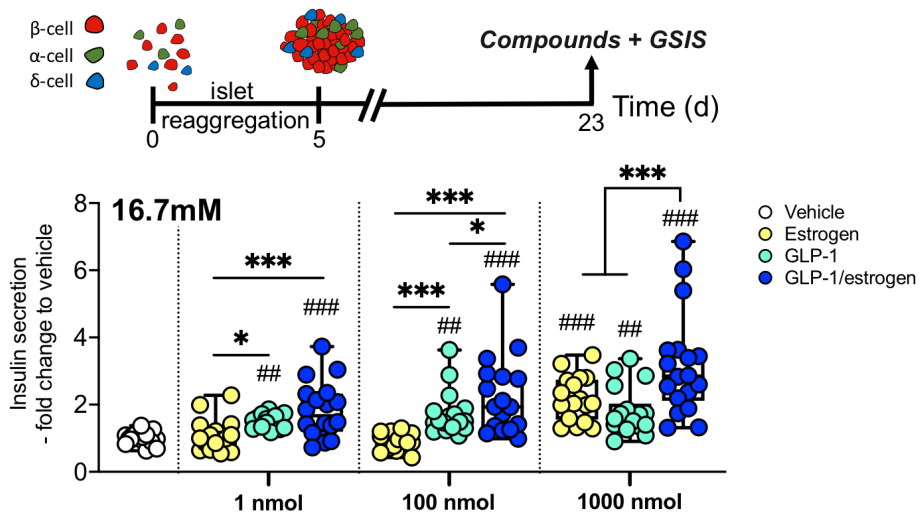 β-cell
α-cell
δ-cell
islet
reaggregation
0
5
Compounds + GSIS
23
Time (d)
16.7mM
Insulin secretion
- fold change to vehicle
8
6
4
2
0
***
*
##
###
***
*
***
##
###
***
###
##
###
1 nmol
100 nmol
1000 nmol
Vehicle
Estrogen
GLP-1
GLP-1/estrogen